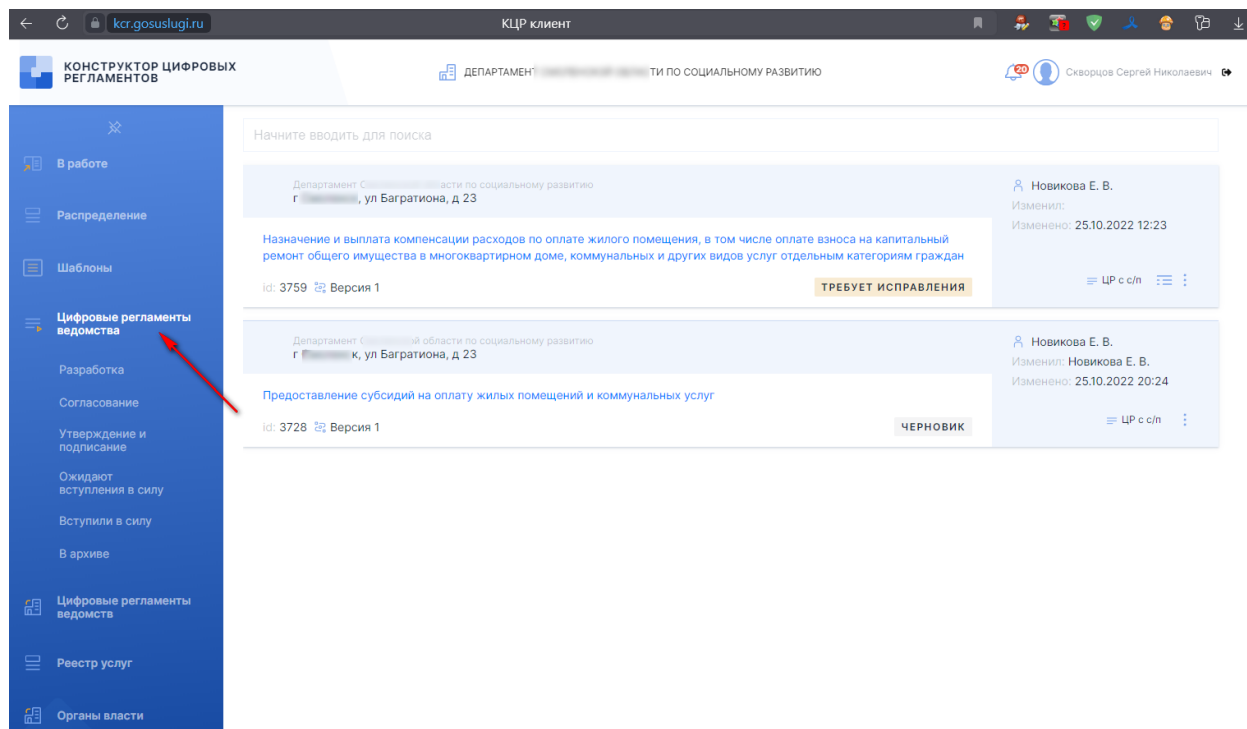 kcr.gosuslugi.ru
КЦР клиент
КОНСТРУКТОР ЦИФРОВЫХ
РЕГЛАМЕНТОВ
ДЕПАРТАМЕН ТИ ПО СОЦИАЛЬНОМУ РАЗВИТИЮ
20
Скворцов Сергей Николаевич
В работе
Распределение
Шаблоны
Цифровые регламенты
ведомства
Разработка
Согласование
Утверждение и
подписание
Ожидают
вступления в силу
Вступили в силу
В архиве
Цифровые регламенты
ведомств
Реестр услуг
Органы власти
Начните вводить для поиска
Департамент С асти по социальному развитию
г , ул Багратиона, д 23
Назначение и выплата компенсации расходов по оплате жилого помещения, в том числе оплате взноса на капитальный
ремонт общего имущества в многоквартирном доме, коммунальных и других видов услуг отдельным категориям граждан
id: 3759 Версия 1
ТРЕБУЕТ ИСПРАВЛЕНИЯ
Новикова Е. В.
Изменил:
Изменено: 25.10.2022 12:23
ЦР с с/п
Департамент й области по социальному развитию
г к, ул Багратиона, д 23
Предоставление субсидий на оплату жилых помещений и коммунальных услуг
id: 3728 Версия 1
ЧЕРНОВИК
Новикова Е. В.
Изменил: Новикова Е. В.
Изменено: 25.10.2022 20:24
ЦР с с/п